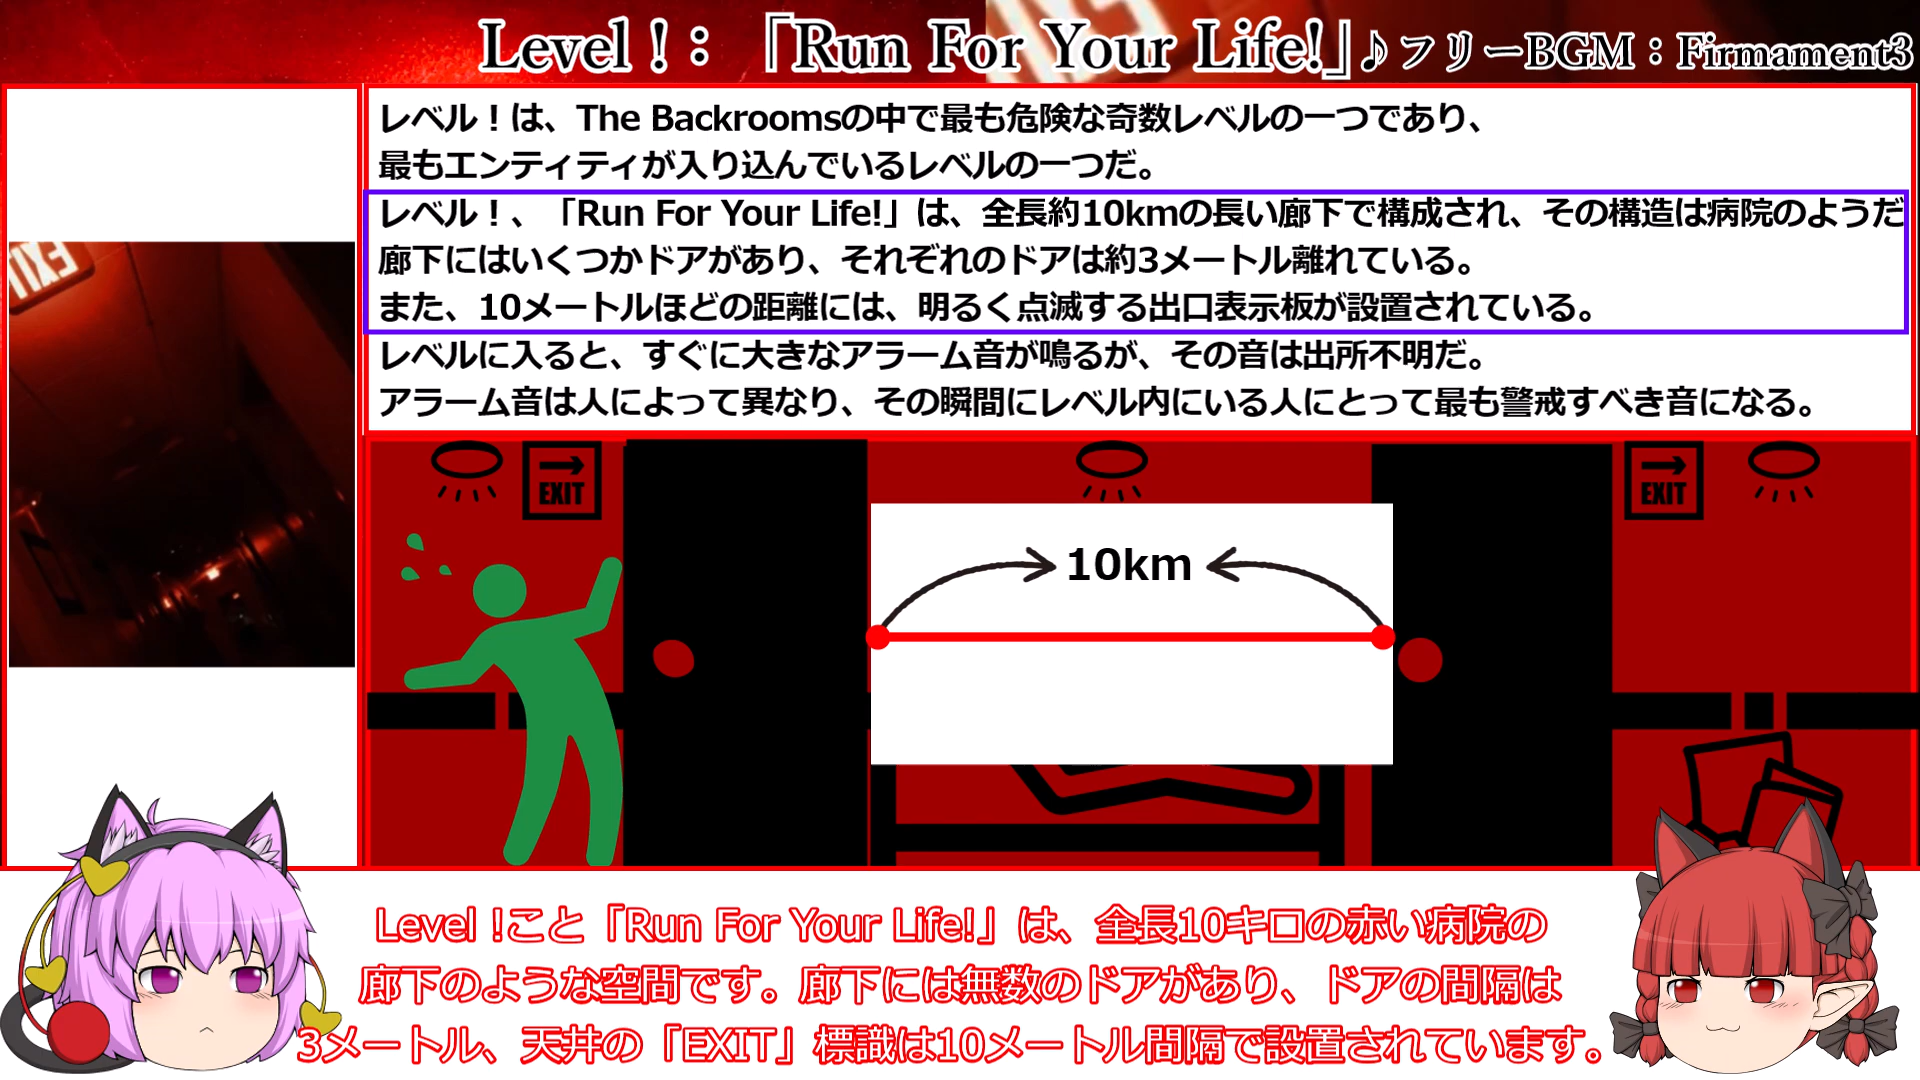 Level !：「Run For Your Life!」♪フリーBGM：Firmament3
レベル！は、The Backroomsの中で最も危険な奇数レベルの一つであり、
最もエンティティが入り込んでいるレベルの一つだ。
レベル！、「Run For Your Life!」は、全長約10kmの長い廊下で構成され、その構造は病院のようだ
廊下にはいくつかドアがあり、それぞれのドアは約3メートル離れている。
また、10メートルほどの距離には、明るく点滅する出口表示板が設置されている。
レベルに入ると、すぐに大きなアラーム音が鳴るが、その音は出所不明だ。
アラーム音は人によって異なり、その瞬間にレベル内にいる人にとって最も警戒すべき音になる。
EXIT
EXIT
EXIT
10km
Level !こと「Run For Your Life!」は、全長10キロの赤い病院の
廊下のような空間です。廊下には無数のドアがあり、ドアの間隔は
3メートル、天井の「EXIT」標識は10メートル間隔で設置されています。